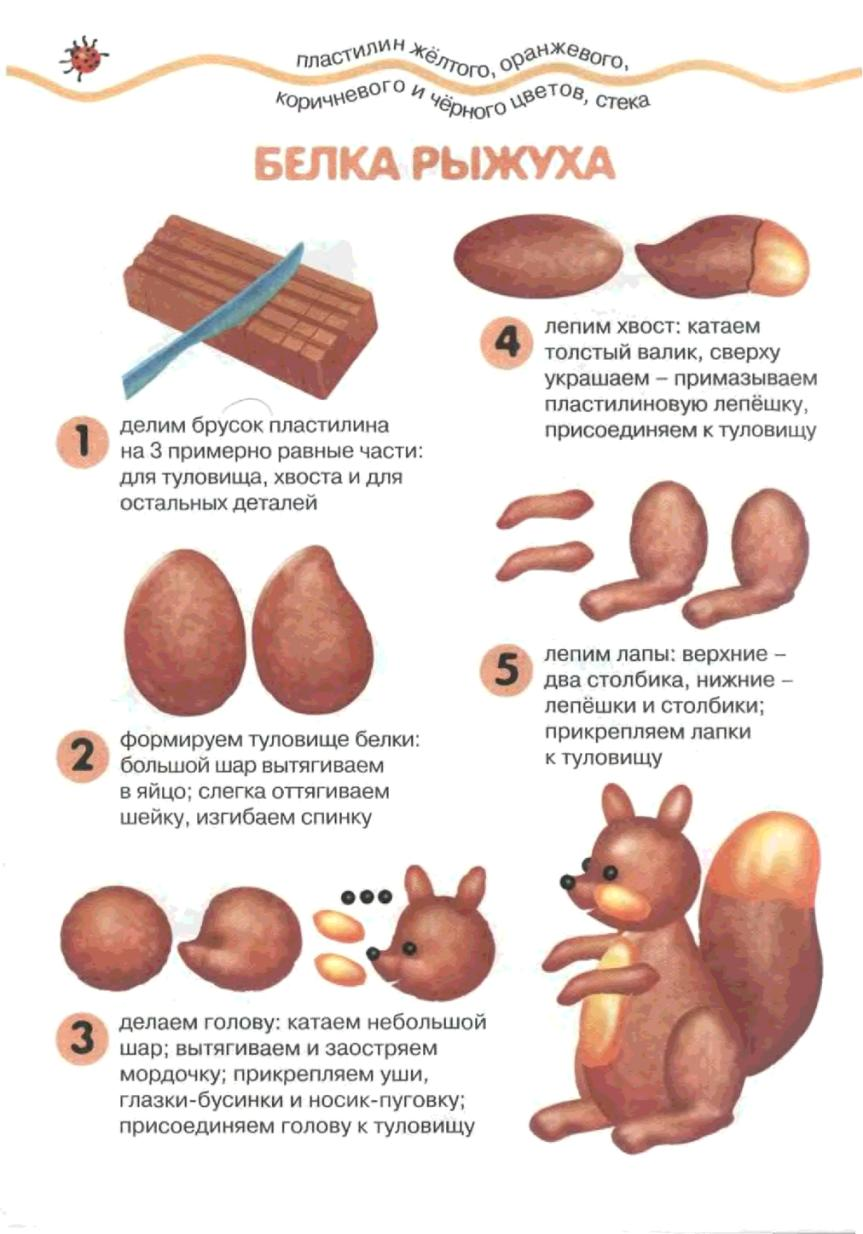 пластилин жёлтого, оранжевого,
коричневого и чёрного цветов, стека
БЕЛКА РЫЖУХА
1
делим брусок пластилина
на 3 примерно равные части:
для туловища, хвоста и для
остальных деталей
2
формируем туловище белки:
большой шар вытягиваем
в яйцо; слегка оттягиваем
шейку, изгибаем спинку
3
делаем голову: катаем небольшой
шар; вытягиваем и заостряем
мордочку; прикрепляем уши,
глазки-бусинки и носик-пуговку;
присоединяем голову к туловищу
4
лепим хвост: катаем
толстый валик, сверху
украшаем – примазываем
пластилиновую лепёшку,
присоединяем к туловищу
5
лепим лапы: верхние –
два столбика, нижние –
лепёшки и столбики;
прикрепляем лапки
к туловищу